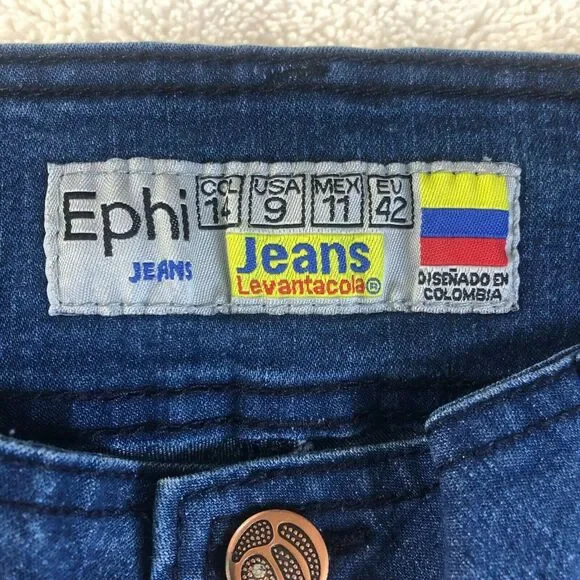 Ephi
JEANS
COL USA MEX EU
14 9 11 42
Jeans
Levantacola®
DISEÑADO EN
COLOMBIA